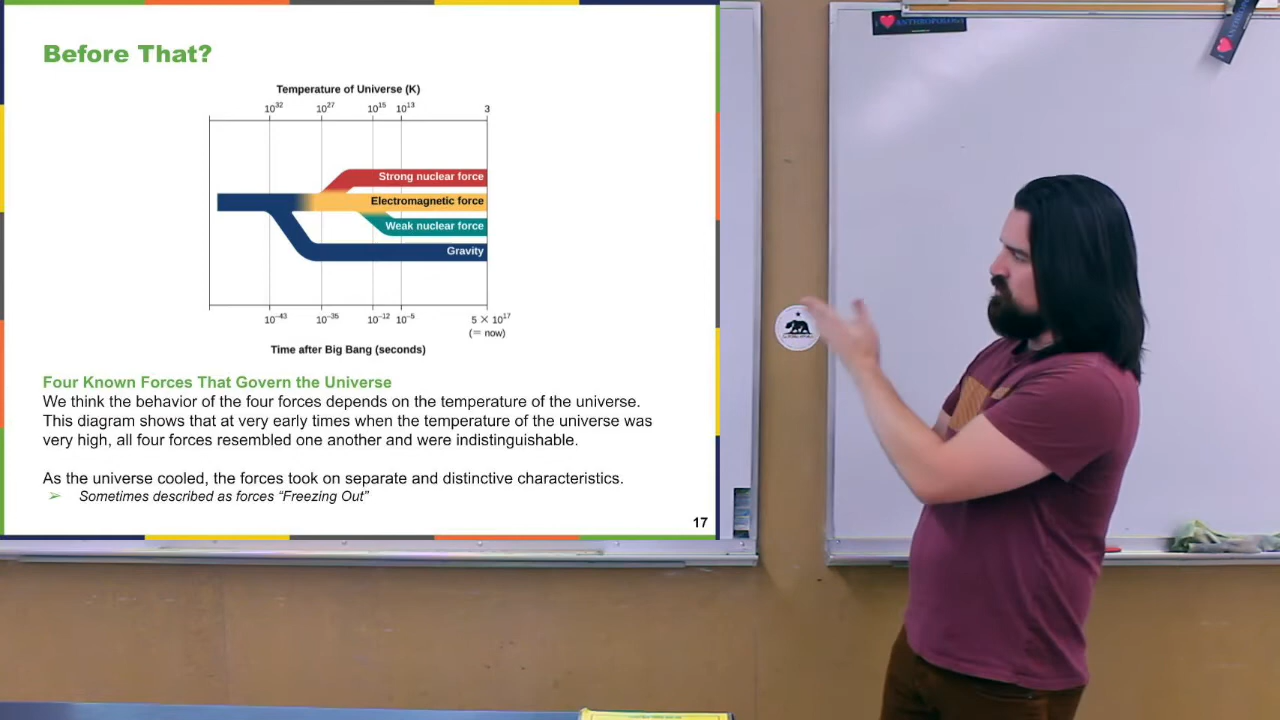 Before That?
Temperature of Universe (K)
10³² 10²⁷ 10¹⁵ 10¹³ 3
Strong nuclear force
Electromagnetic force
Weak nuclear force
Gravity
10⁻⁴³ 10⁻³⁵ 10⁻¹² 10⁻⁵ 5 × 10¹⁷
(= now)
Time after Big Bang (seconds)
Four Known Forces That Govern the Universe
We think the behavior of the four forces depends on the temperature of the universe.
This diagram shows that at very early times when the temperature of the universe was
very high, all four forces resembled one another and were indistinguishable.
As the universe cooled, the forces took on separate and distinctive characteristics.
➢ Sometimes described as forces “Freezing Out”
17
I ♥ ANTHROPOLOGY